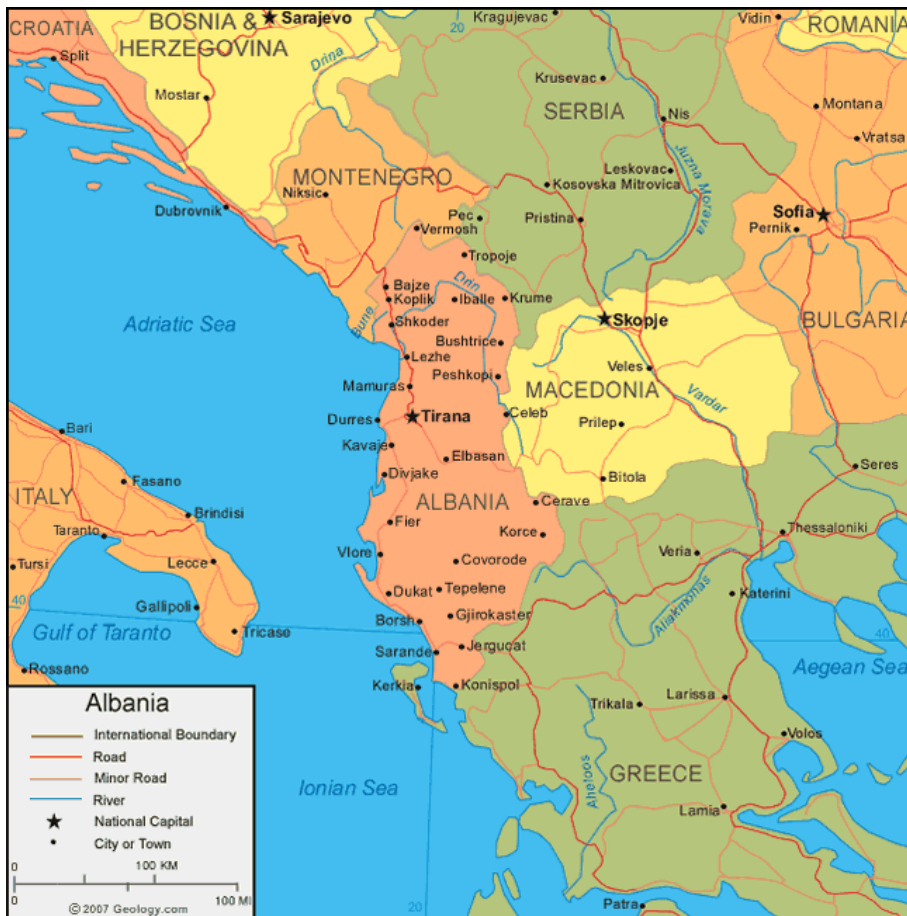 CROATIA
Split
BOSNIA &
HERZEGOVINA
Sarajevo
Drina
Mostar
20
Kragujevac
Krusevac
SERBIA
Nis
Vidin
ROMANIA
Montana
Vratsa
MONTENEGRO
Niksic
Dubrovnik
Leskovac
Kosovska Mitrovica
Juzna Morava
Pec
Vermosh
Pristina
Sofia
Pernik
Tropoje
Bajze
Koplik
Drin
Iballe
Krume
Bune
Shkoder
Adriatic Sea
Skopje
BULGARIA
Bushtrice
Lezhe
Peshkopi
Mamuras
MACEDONIA
Veles
Vardar
Durres
Tirana
Celeb
Prilep
Bari
Kavaje
Elbasan
Divjake
Bitola
Seres
ITALY
Fasano
ALBANIA
Cerave
Brindisi
Fier
Korce
Taranto
Thessaloniki
Tursi
Lecce
Vlore
Covorode
Veria
Dukat
Tepelene
Aliakmonas
Katerini
40
Gallipoli
Borsh
Gjirokaster
Gulf of Taranto
Tricase
Sarande
Jergucat
40
Aegean Sea
Rossano
Kerkia
Konispol
Trikala
Larissa
Volos
Aheloos
GREECE
Ionian Sea
Lamia
20
Patra
Albania
International Boundary
Road
Minor Road
River
National Capital
City or Town
0 100 KM
0 100 MI
© 2007 Geology.com